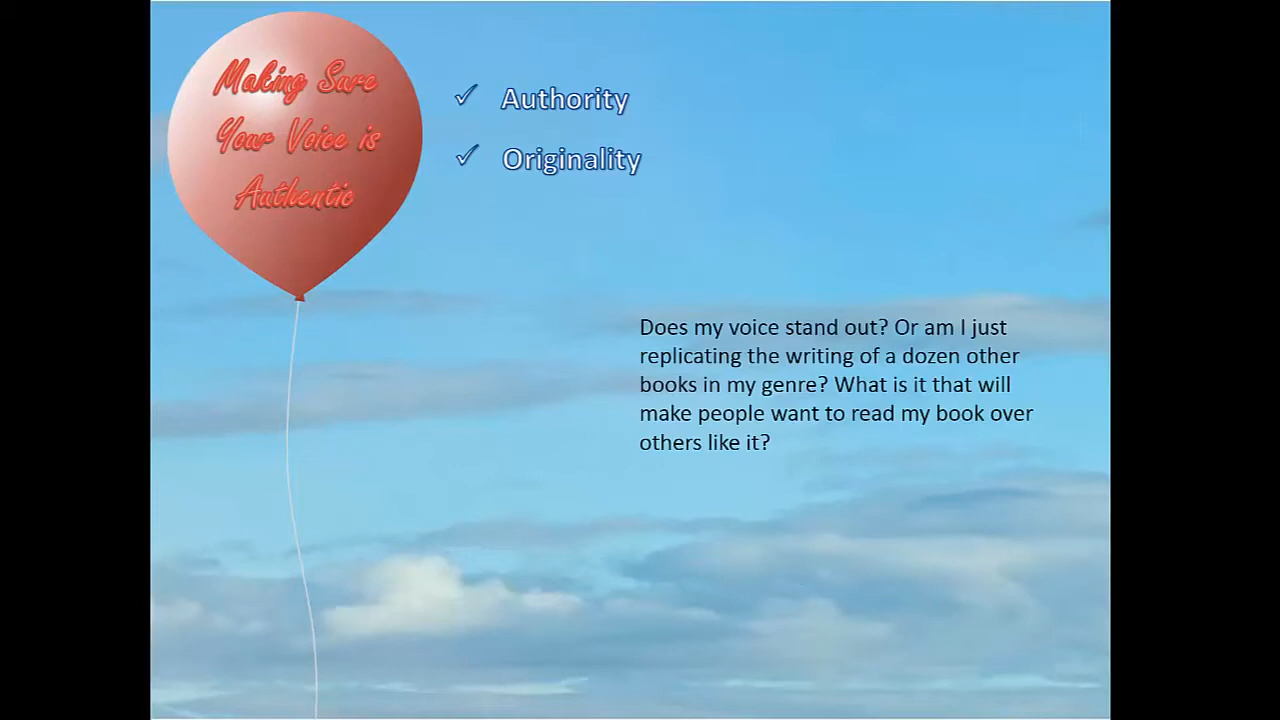 Making Sure
Your Voice is
Authentic
✓ Authority
✓ Originality
Does my voice stand out? Or am I just
replicating the writing of a dozen other
books in my genre? What is it that will
make people want to read my book over
others like it?